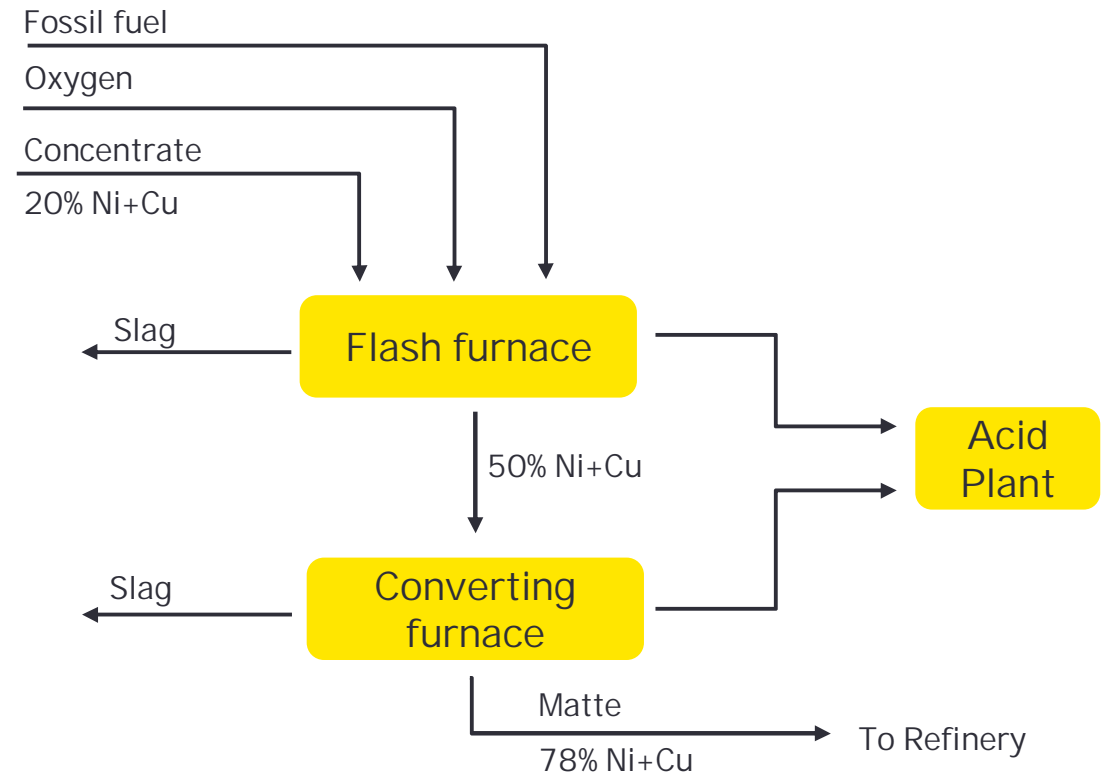 Fossil fuel
Oxygen
Concentrate
20% Ni+Cu
Slag
Flash furnace
Acid
Plant
50% Ni+Cu
Slag
Converting
furnace
Matte
78% Ni+Cu
To Refinery